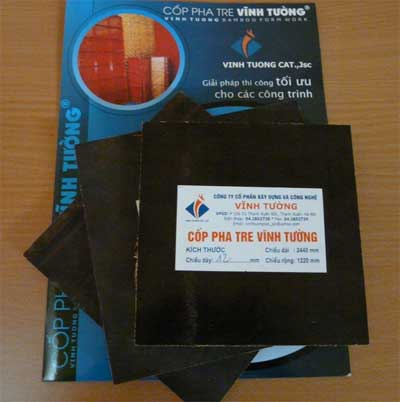 CỐP PHA TRE VĨNH TƯỜNG®
VINH TUONG BAMBOO FORM WORK
VINH TUONG CAT.,Jsc
Giải pháp thi công tối ưu
cho các công trình
CỐP PHA TRE VĨNH TƯỜNG®
CÔNG TY CỔ PHẦN XÂY DỰNG VÀ CÔNG NGHỆ
VĨNH TƯỜNG
CỐP PHA TRE VĨNH TƯỜNG
KÍCH THƯỚC
Chiều dài : 2440 mm
Chiều dày: 12 mm
Chiều rộng: 1220 mm